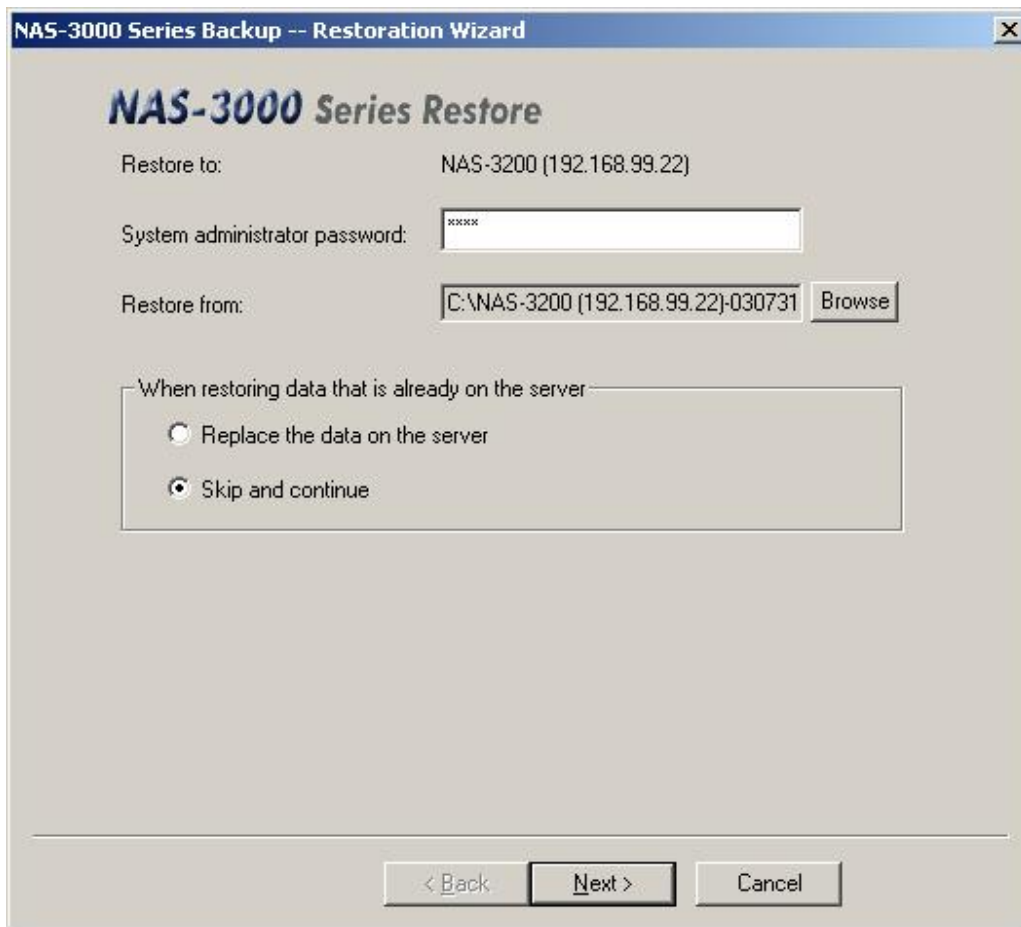 NAS-3000 Series Backup -- Restoration Wizard
NAS-3000 Series Restore
Restore to: NAS-3200 (192.168.99.22)
System administrator password: ****
Restore from: C:\NAS-3200 (192.168.99.22)-030731 Browse
When restoring data that is already on the server
Replace the data on the server
Skip and continue
< Back Next > Cancel